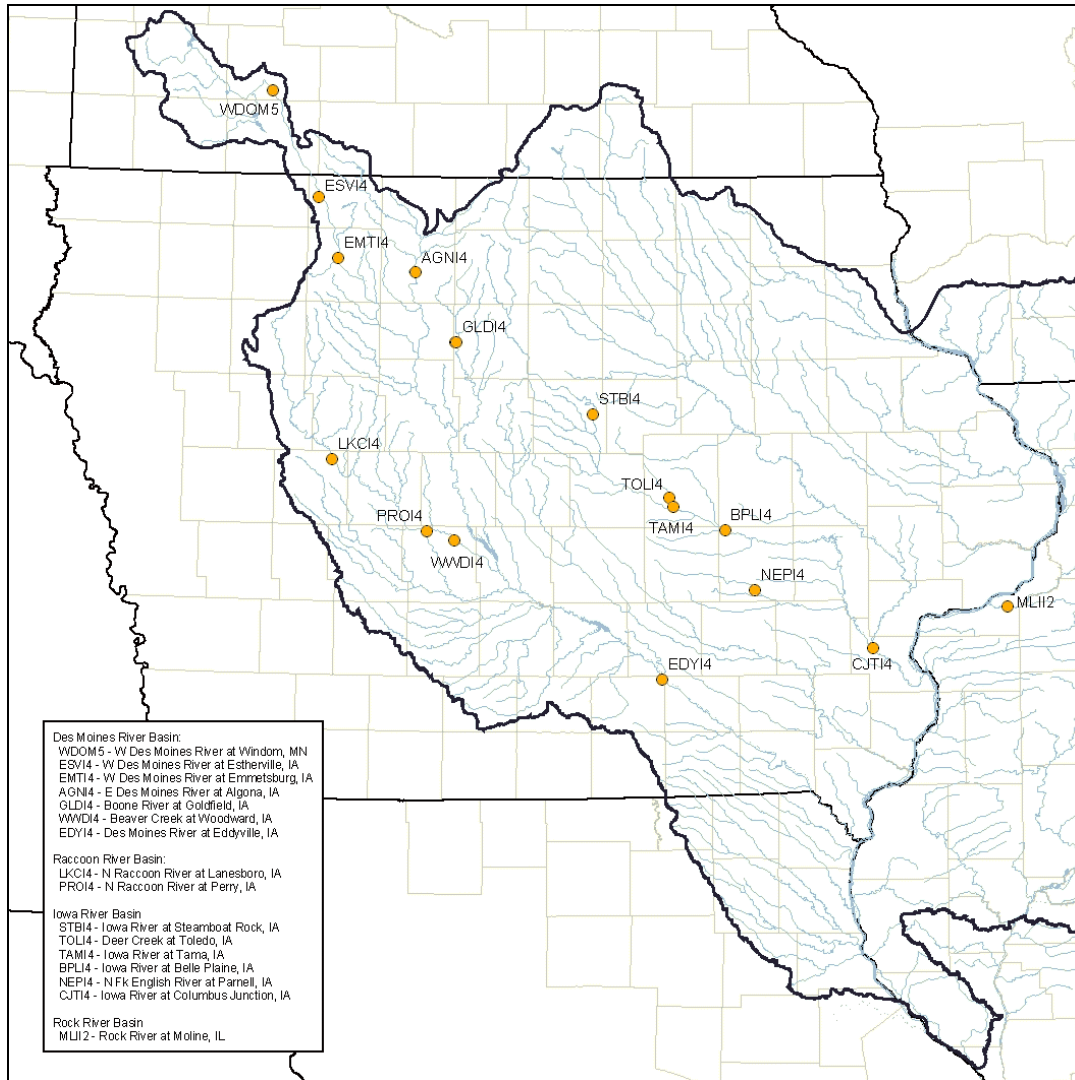 WDOM5
ESVI4
EMTI4
AGNI4
GLDI4
STBI4
LKCI4
TOLI4
PROI4
BPLI4
TAMI4
WWDI4
NEPI4
MLII2
CJTI4
EDYI4
Des Moines River Basin:
WDOM5 - W Des Moines River at Windom, MN
ESVI4 - W Des Moines River at Estherville, IA
EMTI4 - W Des Moines River at Emmetsburg, IA
AGNI4 - E Des Moines River at Algona, IA
GLDI4 - Boone River at Goldfield, IA
WWDI4 - Beaver Creek at Woodward, IA
EDYI4 - Des Moines River at Eddyville, IA
Raccoon River Basin:
LKCI4 - N Raccoon River at Lanesboro, IA
PROI4 - N Raccoon River at Perry, IA
Iowa River Basin
STBI4 - Iowa River at Steamboat Rock, IA
TOLI4 - Deer Creek at Toledo, IA
TAMI4 - Iowa River at Tama, IA
BPLI4 - Iowa River at Belle Plaine, IA
NEPI4 - N Fk English River at Parnell, IA
CJTI4 - Iowa River at Columbus Junction, IA
Rock River Basin
MLII2 - Rock River at Moline, IL